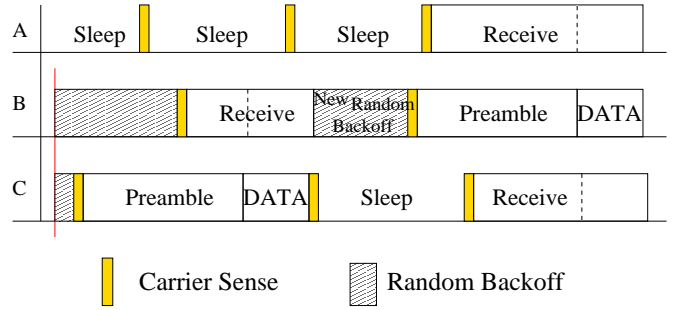 A Sleep Sleep Sleep Receive
B Receive New Random Backoff Preamble DATA
C Preamble DATA Sleep Receive
Carrier Sense Random Backoff